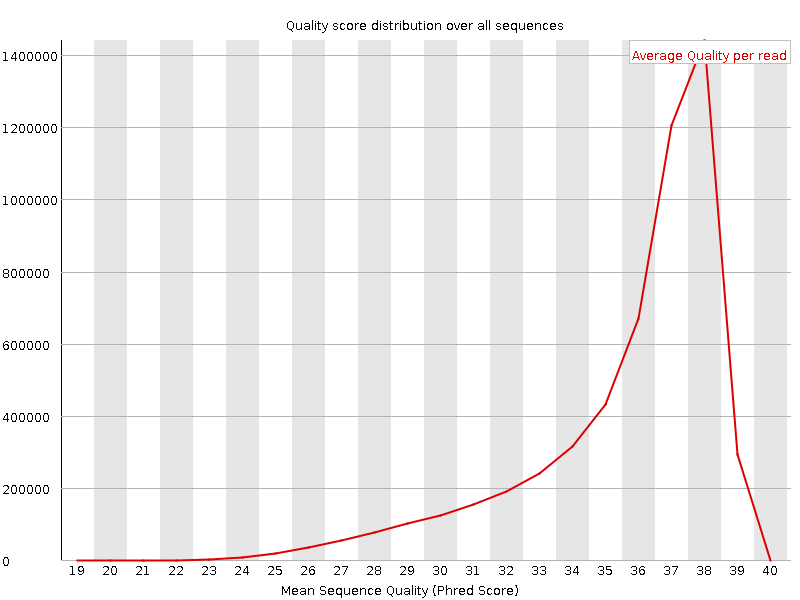 Quality score distribution over all sequences
Average Quality per read
1400000
1200000
1000000
800000
600000
400000
200000
0
19 20 21 22 23 24 25 26 27 28 29 30 31 32 33 34 35 36 37 38 39 40
Mean Sequence Quality (Phred Score)